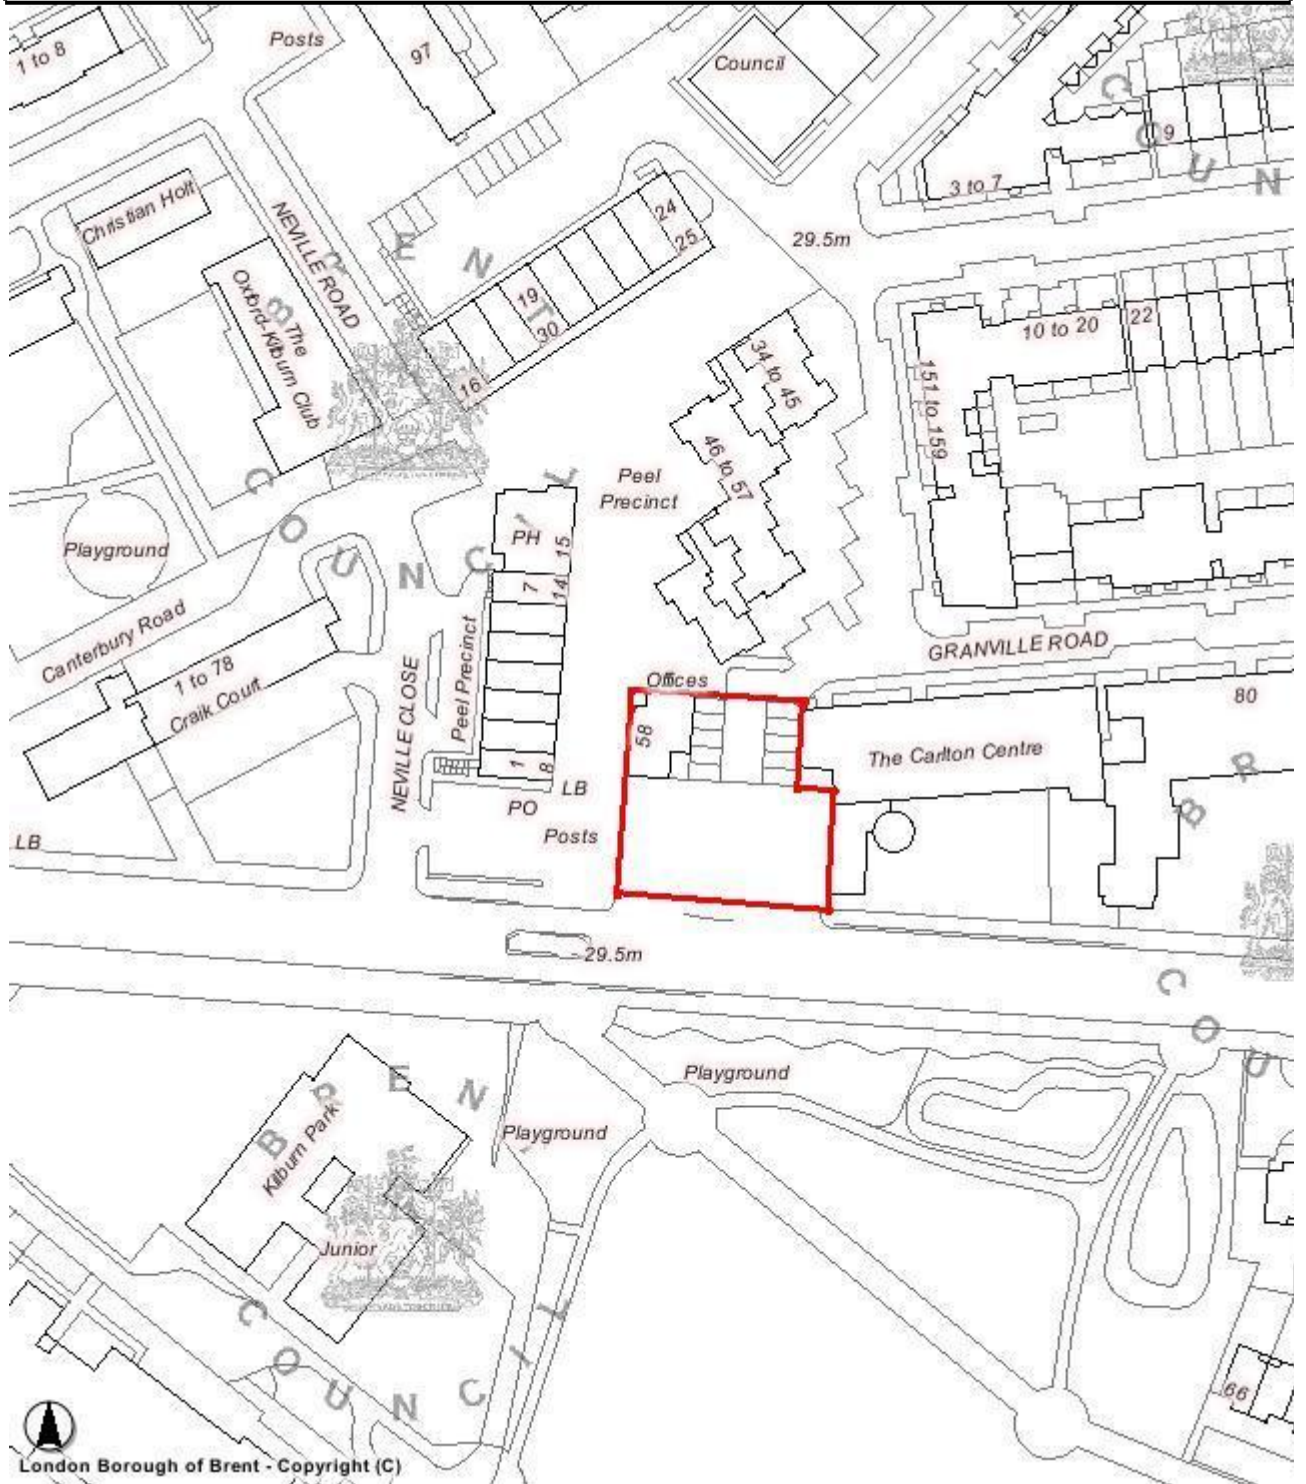 1 to 8
Posts
97
Council
9
3 to 7
Christian Holt
NEVILLE ROAD
24
25
29.5m
The
Oxford-Kilburn Club
19
30
16
34 to 45
10 to 20
22
151 to 159
46 to 57
Peel
Precinct
PH
15
7
14
Playground
Canterbury Road
1 to 78
Craik Court
NEVILLE CLOSE
Peel Precinct
GRANVILLE ROAD
Offices
58
80
The Carlton Centre
1
8
LB
PO
Posts
LB
29.5m
Playground
Playground
Kilburn Park
Junior
66
BRENT COUNCIL
BRENT COUNCIL
London Borough of Brent - Copyright (C)